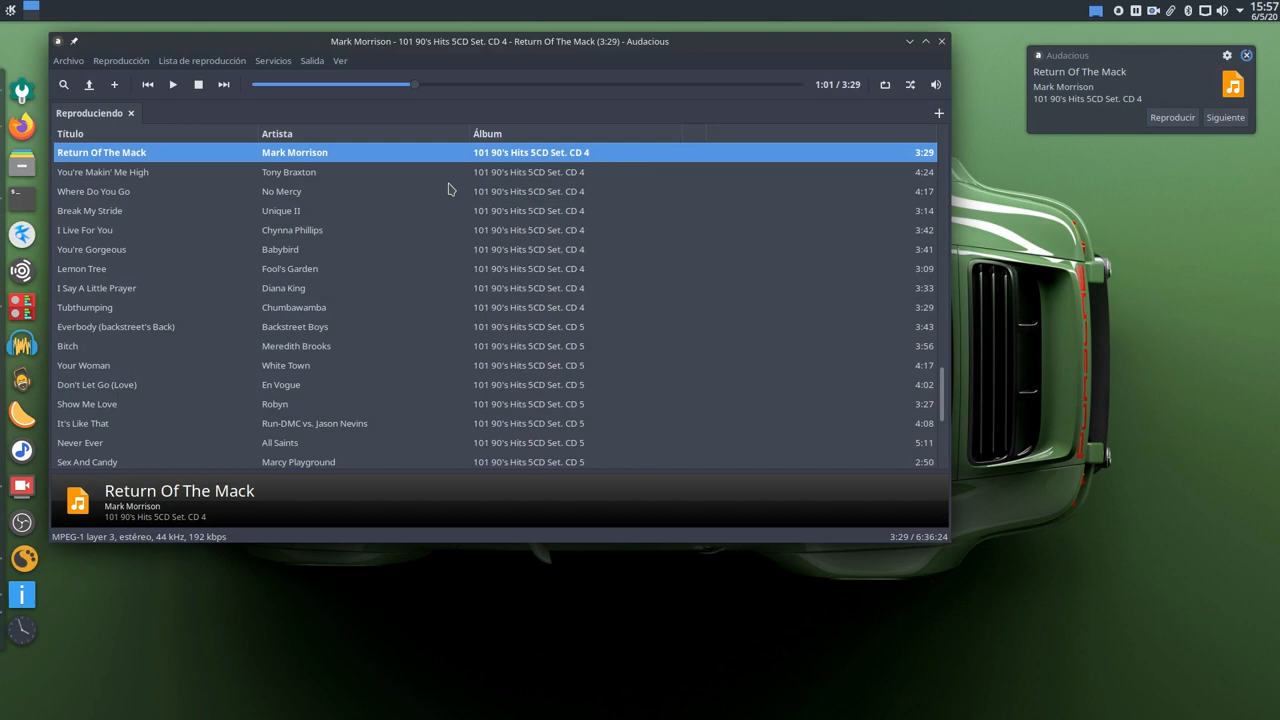 15:57
6/5/20
Mark Morrison - 101 90's Hits 5CD Set. CD 4 - Return Of The Mack (3:29) - Audacious
Archivo Reproducción Lista de reproducción Servicios Salida Ver
1:01 / 3:29
Reproduciendo
Título Artista Álbum
Return Of The Mack Mark Morrison 101 90's Hits 5CD Set. CD 4 3:29
You're Makin' Me High Tony Braxton 101 90's Hits 5CD Set. CD 4 4:24
Where Do You Go No Mercy 101 90's Hits 5CD Set. CD 4 4:17
Break My Stride Unique II 101 90's Hits 5CD Set. CD 4 3:14
I Live For You Chynna Phillips 101 90's Hits 5CD Set. CD 4 3:42
You're Gorgeous Babybird 101 90's Hits 5CD Set. CD 4 3:41
Lemon Tree Fool's Garden 101 90's Hits 5CD Set. CD 4 3:09
I Say A Little Prayer Diana King 101 90's Hits 5CD Set. CD 4 3:33
Tubthumping Chumbawamba 101 90's Hits 5CD Set. CD 4 3:29
Everbody (backstreet's Back) Backstreet Boys 101 90's Hits 5CD Set. CD 5 3:43
Bitch Meredith Brooks 101 90's Hits 5CD Set. CD 5 3:56
Your Woman White Town 101 90's Hits 5CD Set. CD 5 4:17
Don't Let Go (Love) En Vogue 101 90's Hits 5CD Set. CD 5 4:02
Show Me Love Robyn 101 90's Hits 5CD Set. CD 5 3:27
It's Like That Run-DMC vs. Jason Nevins 101 90's Hits 5CD Set. CD 5 4:08
Never Ever All Saints 101 90's Hits 5CD Set. CD 5 5:11
Sex And Candy Marcy Playground 101 90's Hits 5CD Set. CD 5 2:50
Return Of The Mack
Mark Morrison
101 90's Hits 5CD Set. CD 4
MPEG-1 layer 3, estéreo, 44 kHz, 192 kbps 3:29 / 6:36:24
Audacious
Return Of The Mack
Mark Morrison
101 90's Hits 5CD Set. CD 4
Reproducir Siguiente